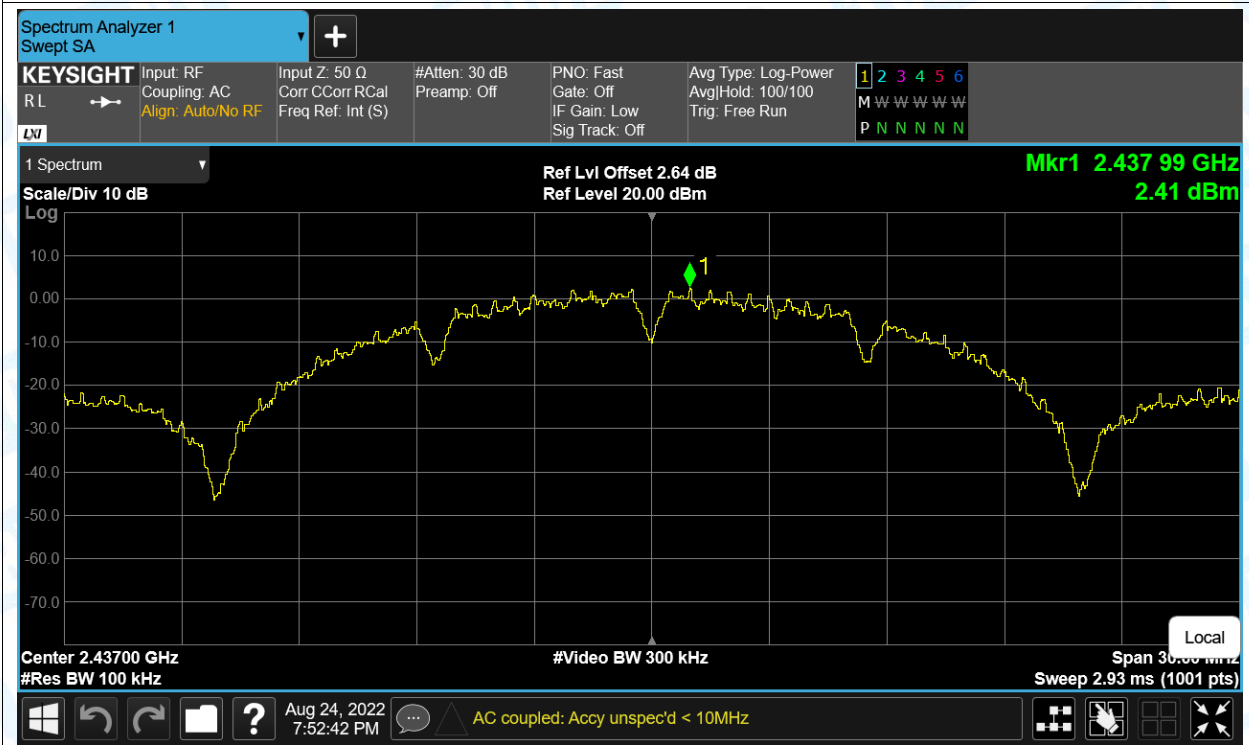 Spectrum Analyzer 1
Swept SA
KEYSIGHT
R L
LXI
Input: RF
Coupling: AC
Align: Auto/No RF
Input Z: 50 Ω
Corr CCorr RCal
Freq Ref: Int (S)
#Atten: 30 dB
Preamp: Off
PNO: Fast
Gate: Off
IF Gain: Low
Sig Track: Off
Avg Type: Log-Power
Avg|Hold: 100/100
Trig: Free Run
1 2 3 4 5 6
M W W W W W
P N N N N N
1 Spectrum
Scale/Div 10 dB
Log
Ref Lvl Offset 2.64 dB
Ref Level 20.00 dBm
Mkr1 2.437 99 GHz
2.41 dBm
1
10.0
0.00
-10.0
-20.0
-30.0
-40.0
-50.0
-60.0
-70.0
Local
Center 2.43700 GHz
#Video BW 300 kHz
Span 30.00 MHz
#Res BW 100 kHz
Sweep 2.93 ms (1001 pts)
?
Aug 24, 2022
7:52:42 PM
AC coupled: Accy unspec'd < 10MHz